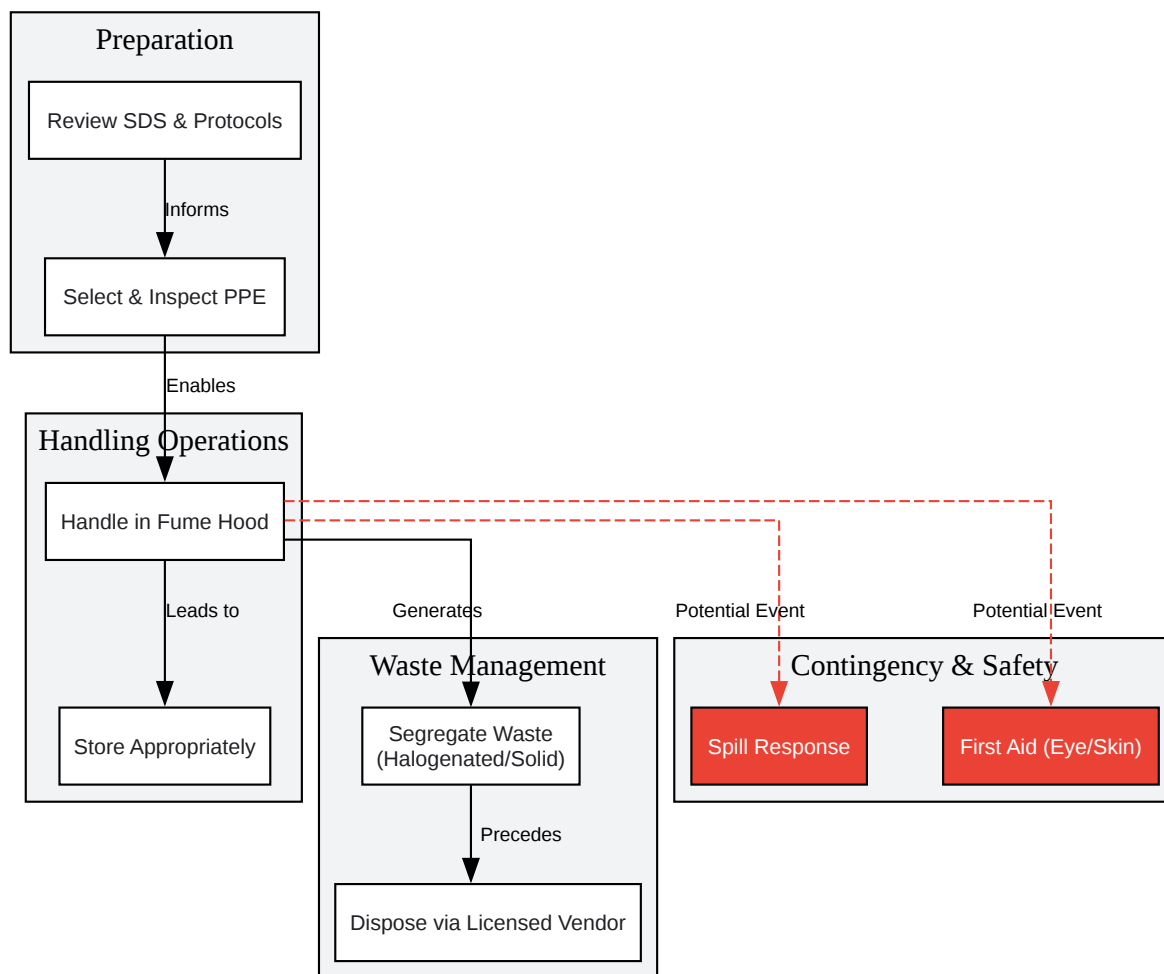 Preparation
Review SDS & Protocols
Informs
Select & Inspect PPE
Enables
Handling Operations
Handle in Fume Hood
Leads to
Generates
Potential Event
Potential Event
Waste Management
Contingency & Safety
Store Appropriately
Segregate Waste
(Halogenated/Solid)
Spill Response
First Aid (Eye/Skin)
Precedes
Dispose via Licensed Vendor